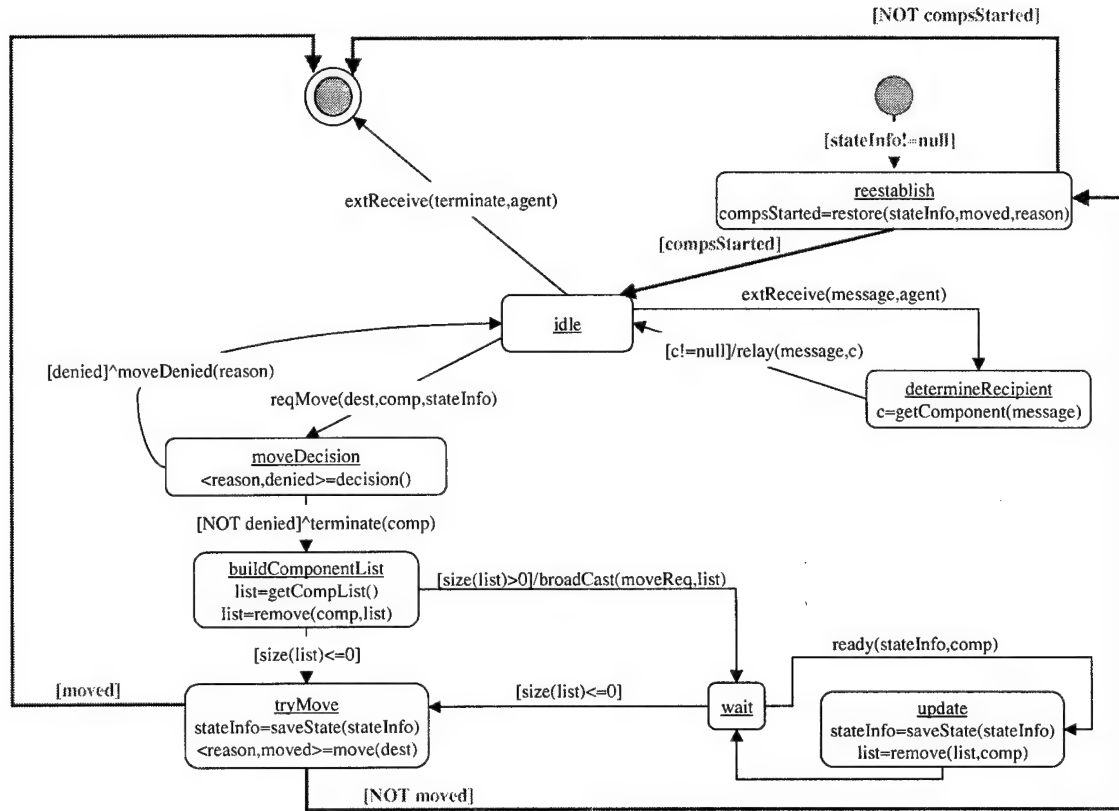 [NOT compsStarted]
[stateInfo!=null]
reestablish
compsStarted=restore(stateInfo,moved,reason)
extReceive(terminate,agent)
[compsStarted]
extReceive(message,agent)
idle
[c!=null]/relay(message,c)
[denied]^moveDenied(reason)
determineRecipient
c=getComponent(message)
reqMove(dest,comp,stateInfo)
moveDecision
<reason,denied>=decision()
[NOT denied]^terminate(comp)
buildComponentList
list=getCompList()
list=remove(comp,list)
[size(list)>0]/broadCast(moveReq,list)
ready(stateInfo,comp)
[size(list)<=0]
[moved]
[size(list)<=0]
tryMove
stateInfo=saveState(stateInfo)
<reason,moved>=move(dest)
wait
update
stateInfo=saveState(stateInfo)
list=remove(list,comp)
[NOT moved]